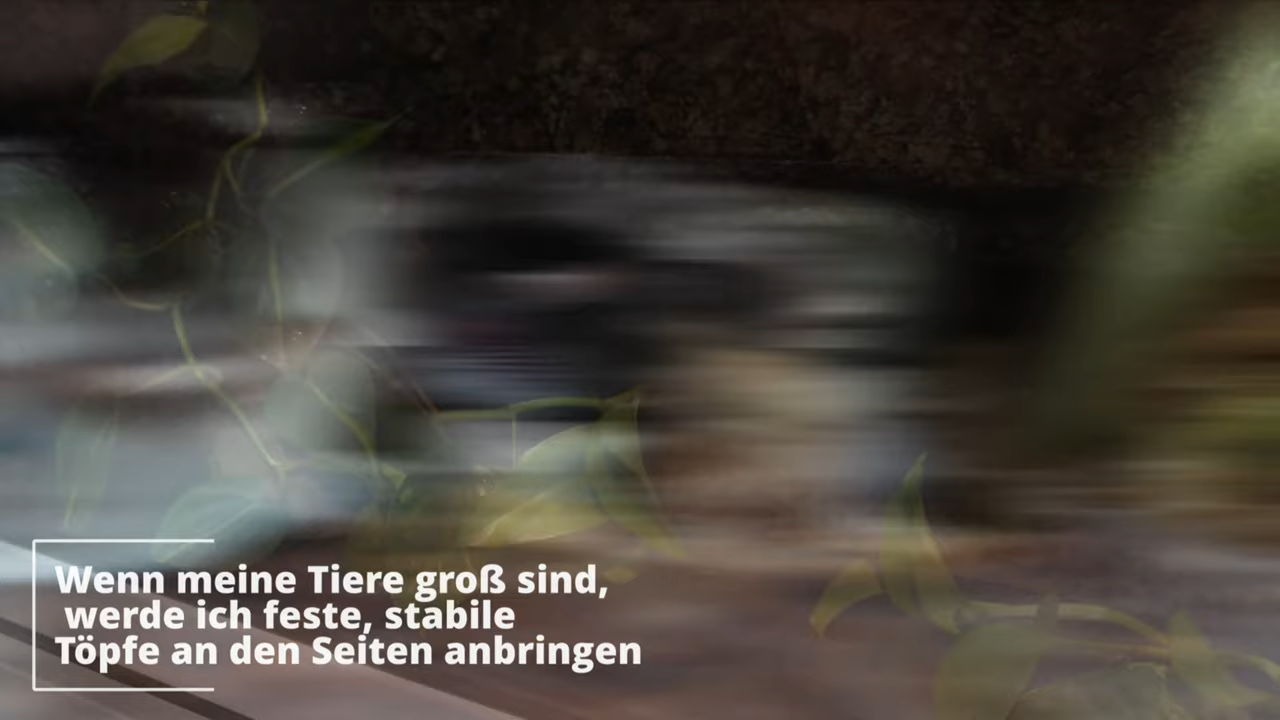 Wenn meine Tiere groß sind,
werde ich feste, stabile
Töpfe an den Seiten anbringen